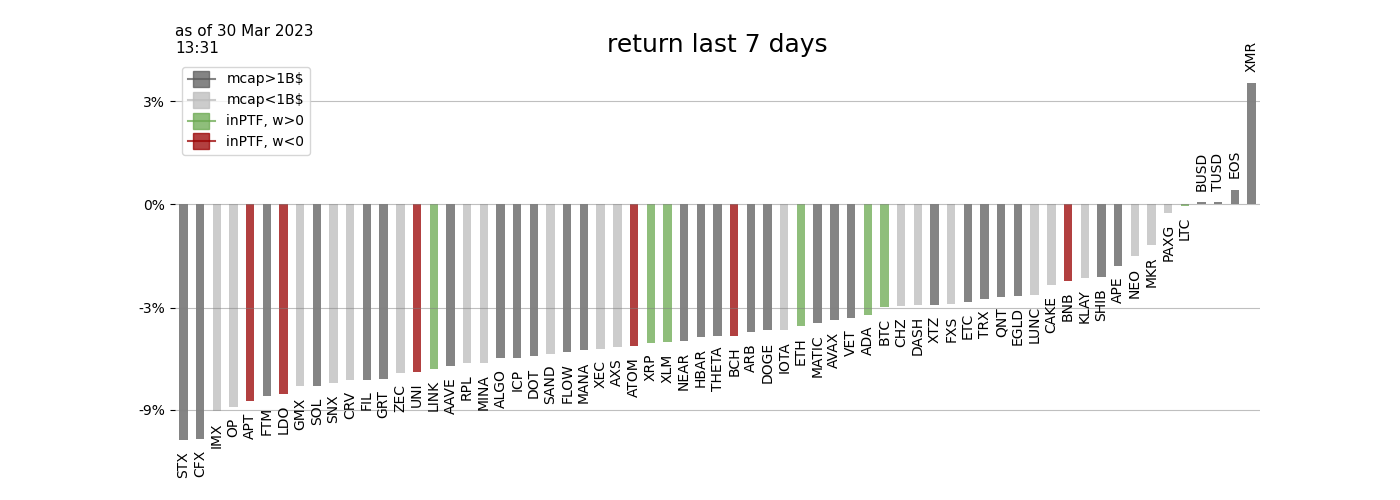 as of 30 Mar 2023
13:31
return last 7 days
mcap>1B$
mcap<1B$
inPTF, w>0
inPTF, w<0
3%
0%
-3%
-9%
STX
CFX
IMX
OP
APT
FTM
LDO
GMX
SOL
SNX
CRV
FIL
GRT
ZEC
UNI
LINK
AAVE
RPL
MINA
ALGO
ICP
DOT
SAND
FLOW
MANA
XEC
AXS
ATOM
XRP
XLM
NEAR
HBAR
THETA
BCH
ARB
DOGE
IOTA
ETH
MATIC
AVAX
VET
ADA
BTC
CHZ
DASH
XTZ
FXS
ETC
TRX
QNT
EGLD
LUNC
CAKE
BNB
KLAY
SHIB
APE
NEO
MKR
PAXG
LTC
BUSD
TUSD
EOS
XMR